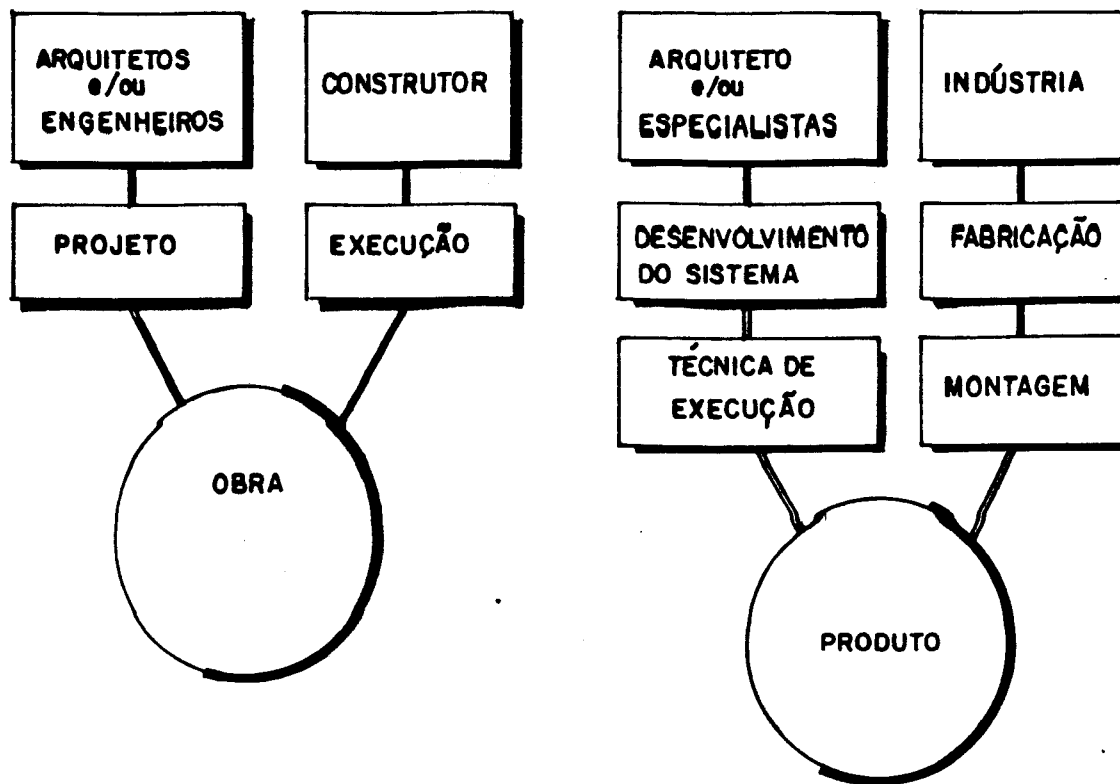 ARQUITETOS
e/ou
ENGENHEIROS
CONSTRUTOR
PROJETO
EXECUÇÃO
OBRA
ARQUITETO
e/ou
ESPECIALISTAS
INDÚSTRIA
DESENVOLVIMENTO
DO SISTEMA
FABRICAÇÃO
TÉCNICA DE
EXECUÇÃO
MONTAGEM
PRODUTO